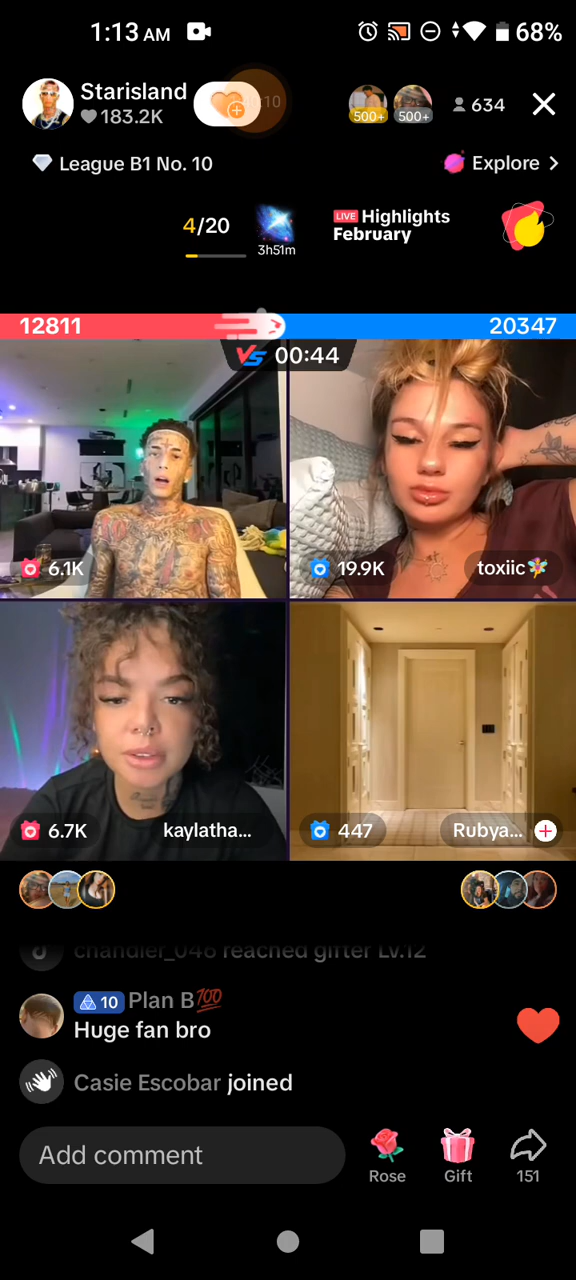 1:13 AM
68%
Starisland
183.2K
500+
500+
634
League B1 No. 10
Explore >
4/20
3h51m
LIVE Highlights
February
12811
20347
VS 00:44
6.1K
19.9K
toxiic
6.7K
kaylatha...
447
Rubya...
chandler_046 reached gifter Lv.12
10 Plan B💯
Huge fan bro
Casie Escobar joined
Add comment
Rose
Gift
151